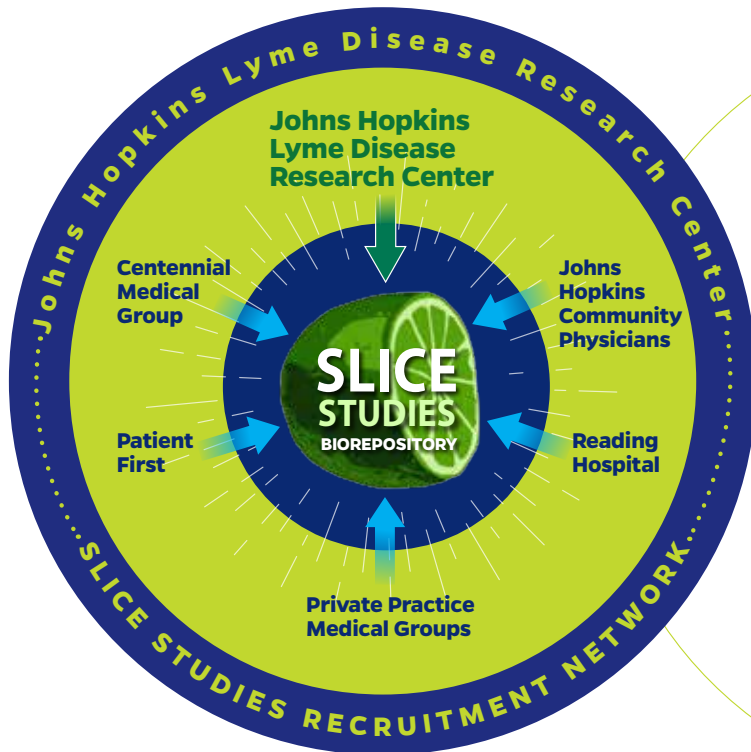 Johns Hopkins Lyme Disease Research Center
Johns Hopkins
Lyme Disease
Research Center
Centennial
Medical
Group
Johns
Hopkins
Community
Physicians
SLICE
STUDIES
BIOREPOSITORY
Patient
First
Reading
Hospital
Private Practice
Medical Groups
SLICE STUDIES RECRUITMENT NETWORK